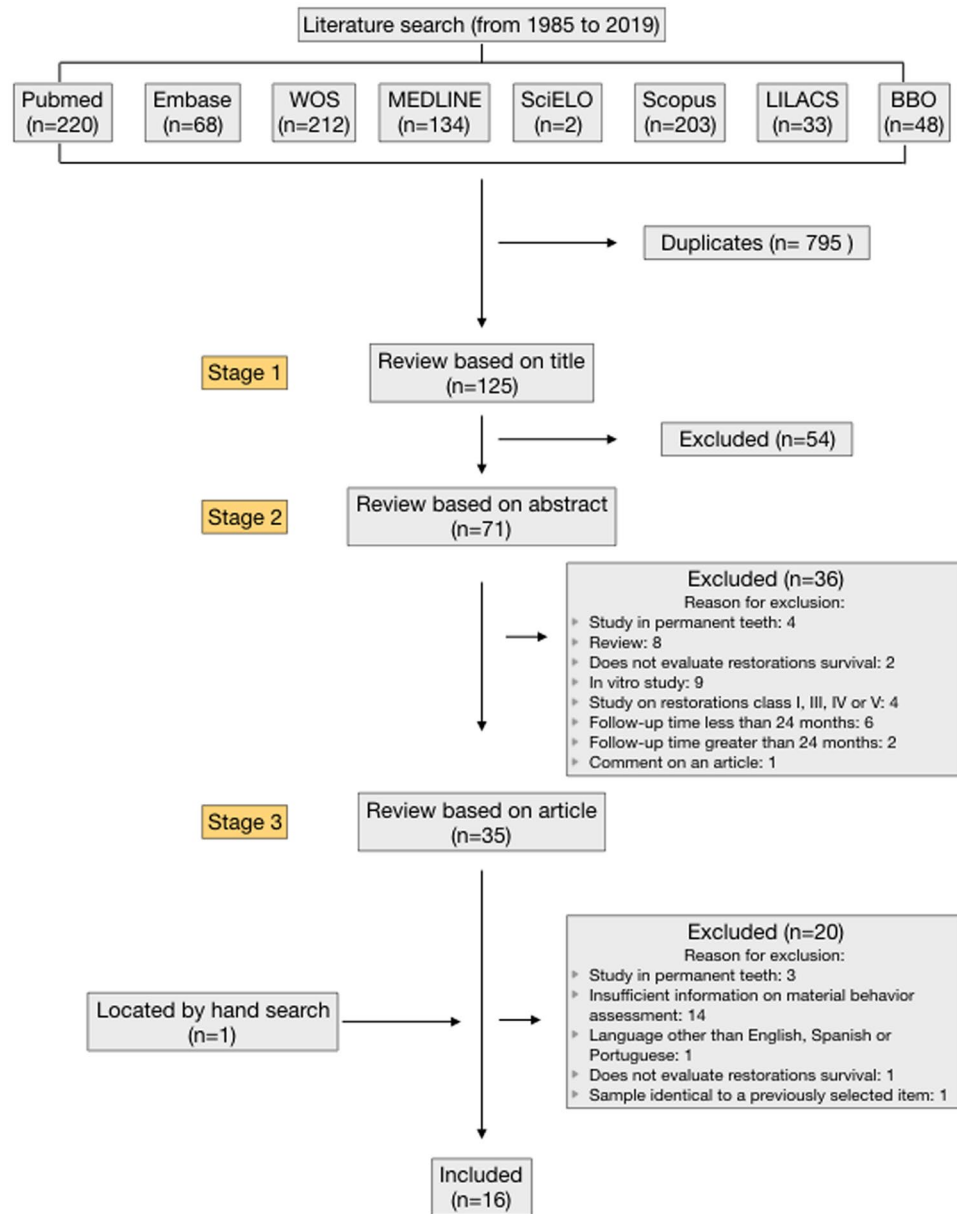 Literature search (from 1985 to 2019)
Pubmed
(n=220)
Embase
(n=68)
WOS
(n=212)
MEDLINE
(n=134)
SciELO
(n=2)
Scopus
(n=203)
LILACS
(n=33)
BBO
(n=48)
Duplicates (n= 795 )
Stage 1
Review based on title
(n=125)
Excluded (n=54)
Stage 2
Review based on abstract
(n=71)
Excluded (n=36)
Reason for exclusion:
Study in permanent teeth: 4
Review: 8
Does not evaluate restorations survival: 2
In vitro study: 9
Study on restorations class I, III, IV or V: 4
Follow-up time less than 24 months: 6
Follow-up time greater than 24 months: 2
Comment on an article: 1
Stage 3
Review based on article
(n=35)
Excluded (n=20)
Reason for exclusion:
Study in permanent teeth: 3
Insufficient information on material behavior
assessment: 14
Language other than English, Spanish or
Portuguese: 1
Does not evaluate restorations survival: 1
Sample identical to a previously selected item: 1
Located by hand search
(n=1)
Included
(n=16)